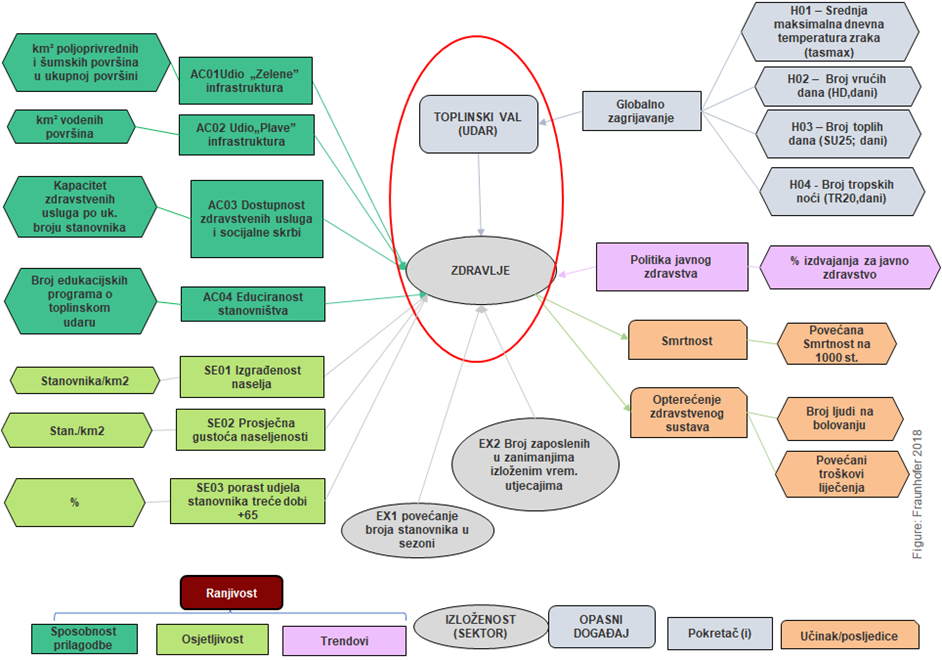 km² poljoprivrednih
i šumskih površina
u ukupnoj površini
AC01Udio „Zelene”
infrastruktura
km² vodenih
površina
AC02 Udio„Plave”
infrastruktura
Kapacitet
zdravstvenih
usluga po uk.
broju stanovnika
AC03 Dostupnost
zdravstvenih usluga
i socijalne skrbi
Broj edukacijskih
programa o
toplinskom
udaru
AC04 Educiranost
stanovništva
Stanovnika/km2
SE01 Izgrađenost
naselja
Stan./km2
SE02 Prosječna
gustoća naseljenosti
%
SE03 porast udjela
stanovnika treće dobi
+65
TOPLINSKI VAL
(UDAR)
ZDRAVLJE
EX1 povećanje
broja stanovnika u
sezoni
EX2 Broj zaposlenih
u zanimanjima
izloženim vrem.
utjecajima
Globalno
zagrijavanje
H01 – Srednja
maksimalna dnevna
temperatura zraka
(tasmax)
H02 – Broj vrućih
dana (HD,dani)
H03 – Broj toplih
dana (SU25; dani)
H04 - Broj tropskih
noći (TR20,dani)
Politika javnog
zdravstva
% izdvajanja za javno
zdravstvo
Smrtnost
Povećana
Smrtnost na
1000 st.
Opterećenje
zdravstvenog
sustava
Broj ljudi na
bolovanju
Povećani
troškovi
liječenja
Figure: Fraunhofer 2018
Ranjivost
Sposobnost
prilagodbe
Osjetljivost
Trendovi
IZLOŽENOST
(SEKTOR)
OPASNI
DOGAĐAJ
Pokretač (i)
Učinak/posljedice